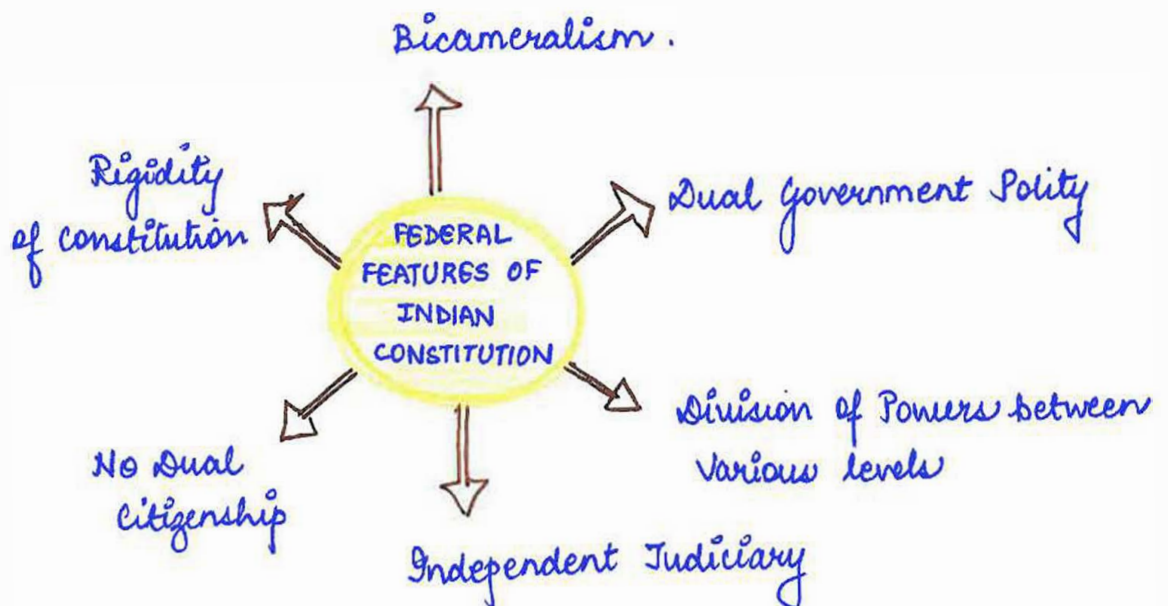 Bicameralism.
Rigidity
of constitution
Dual Government Polity
FEDERAL
FEATURES OF
INDIAN
CONSTITUTION
Division of Powers between
Various levels
No Dual
Citizenship
Independent Judiciary